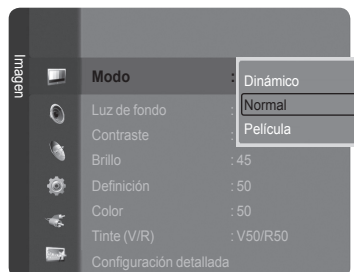 Imagen
Modo : Dinámico
Normal
Película
Luz de fondo :
Contraste :
Brillo : 45
Definición : 50
Color : 50
Tinte (V/R) : V50/R50
Configuración detallada